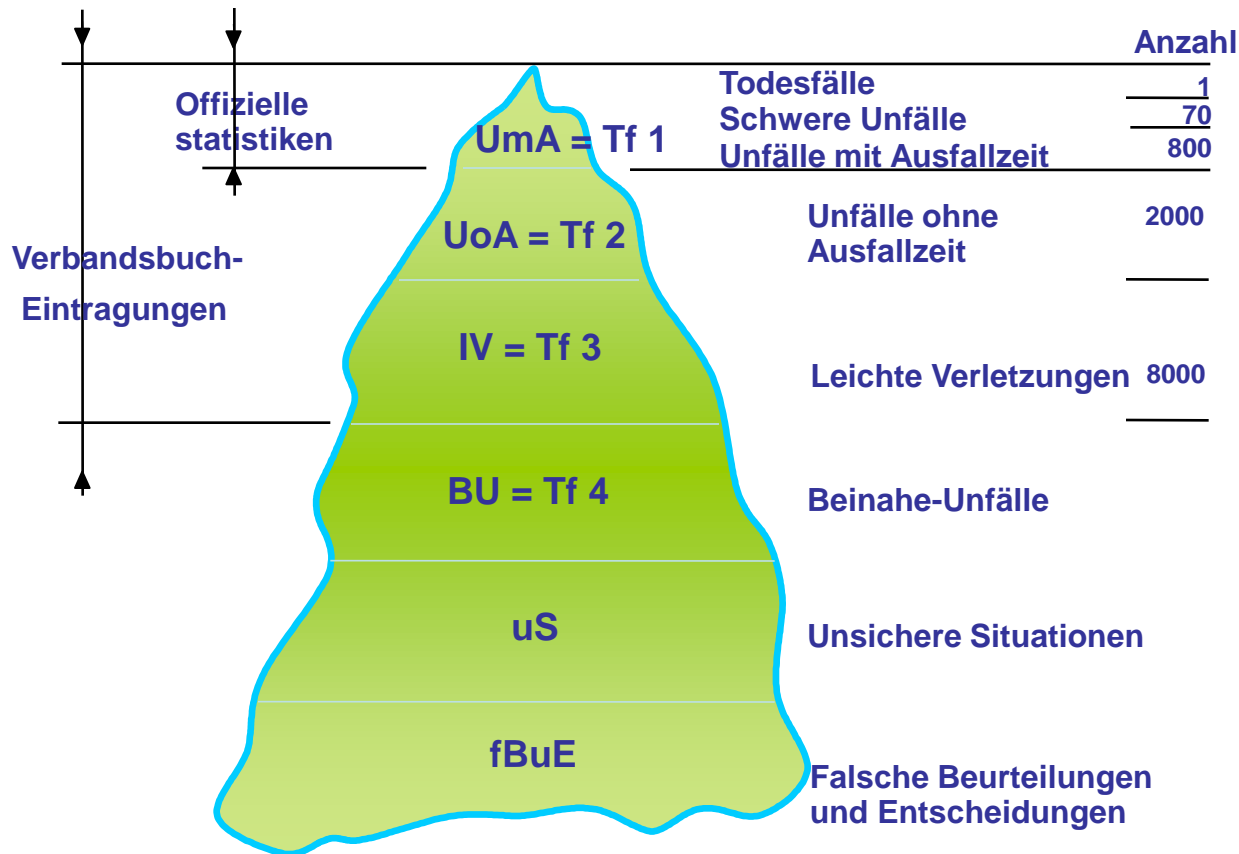 Anzahl
Offizielle
statistiken
UmA = Tf 1
Todesfälle 1
Schwere Unfälle 70
Unfälle mit Ausfallzeit 800
Verbandsbuch-
Eintragungen
UoA = Tf 2
Unfälle ohne 2000
Ausfallzeit
IV = Tf 3
Leichte Verletzungen 8000
BU = Tf 4
Beinahe-Unfälle
uS
Unsichere Situationen
fBuE
Falsche Beurteilungen
und Entscheidungen